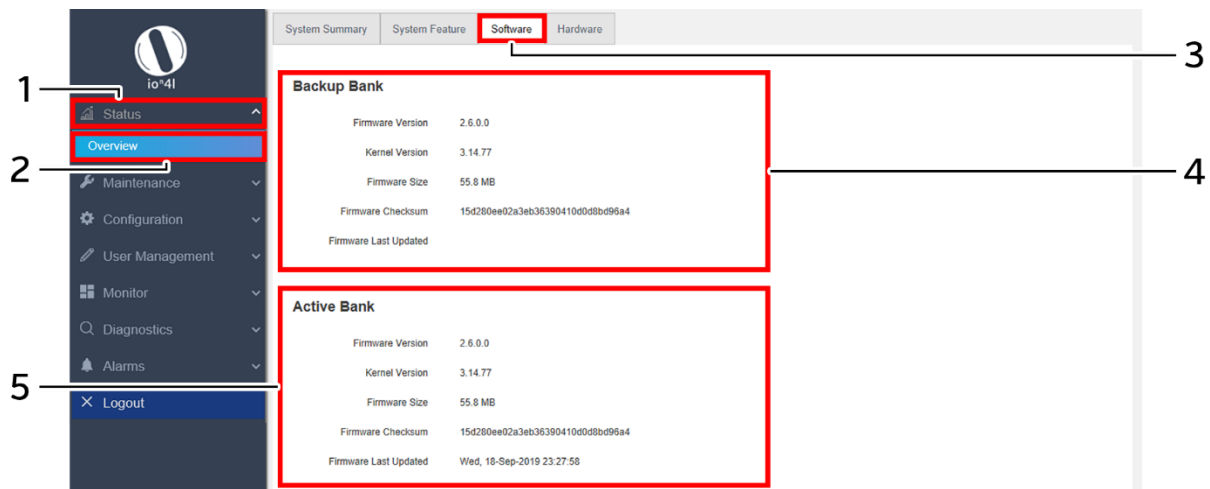 System Summary System Feature Software Hardware
3
io"4l
1
Status
Overview
2
Maintenance
Configuration
User Management
Monitor
Diagnostics
Alarms
5
Logout
Backup Bank
Firmware Version 2.6.0.0
Kernel Version 3.14.77
4
Firmware Size 55.8 MB
Firmware Checksum 15d280ee02a3eb36390410d0d8bd96a4
Firmware Last Updated
Active Bank
Firmware Version 2.6.0.0
Kernel Version 3.14.77
Firmware Size 55.8 MB
Firmware Checksum 15d280ee02a3eb36390410d0d8bd96a4
Firmware Last Updated Wed, 18-Sep-2019 23:27:58